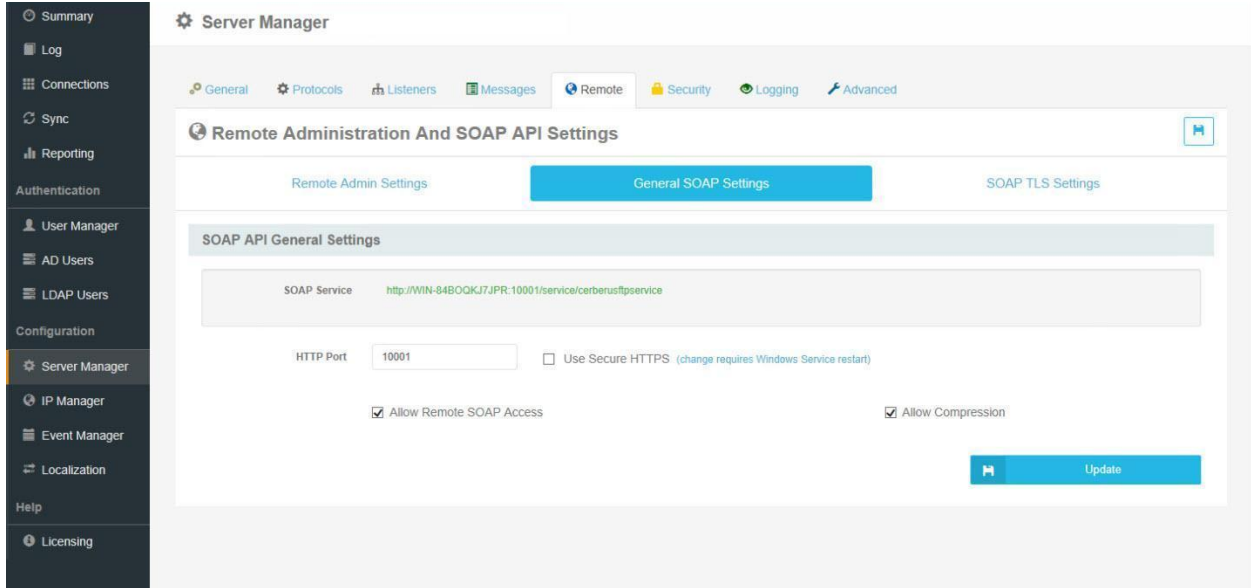 Summary
Log
Connections
Sync
Reporting
Authentication
User Manager
AD Users
LDAP Users
Configuration
Server Manager
IP Manager
Event Manager
Localization
Help
Licensing
Server Manager
General Protocols Listeners Messages Remote Security Logging Advanced
Remote Administration And SOAP API Settings
Remote Admin Settings General SOAP Settings SOAP TLS Settings
SOAP API General Settings
SOAP Service http://WIN-84BOQKJ7JPR:10001/service/cerberusftpservice
HTTP Port 10001 Use Secure HTTPS (change requires Windows Service restart)
Allow Remote SOAP Access Allow Compression
Update